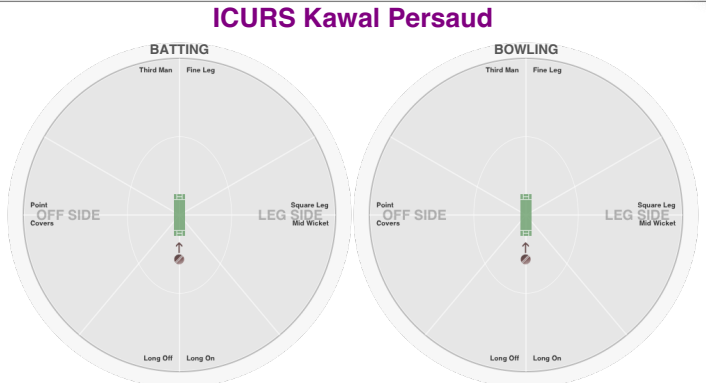 ICURS Kawal Persaud
BATTING
Third Man Fine Leg
Point
OFF SIDE
Covers
Square Leg
LEG SIDE
Mid Wicket
Long Off Long On
BOWLING
Third Man Fine Leg
Point
OFF SIDE
Covers
Square Leg
LEG SIDE
Mid Wicket
Long Off Long On